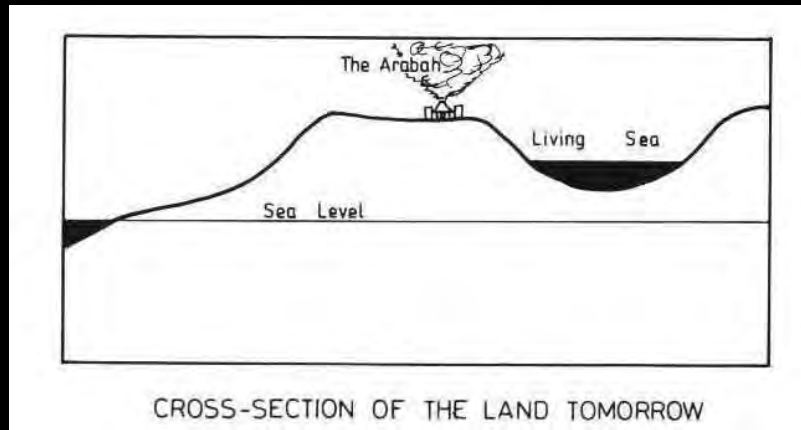 The Arabah
Living Sea
Sea Level
CROSS-SECTION OF THE LAND TOMORROW